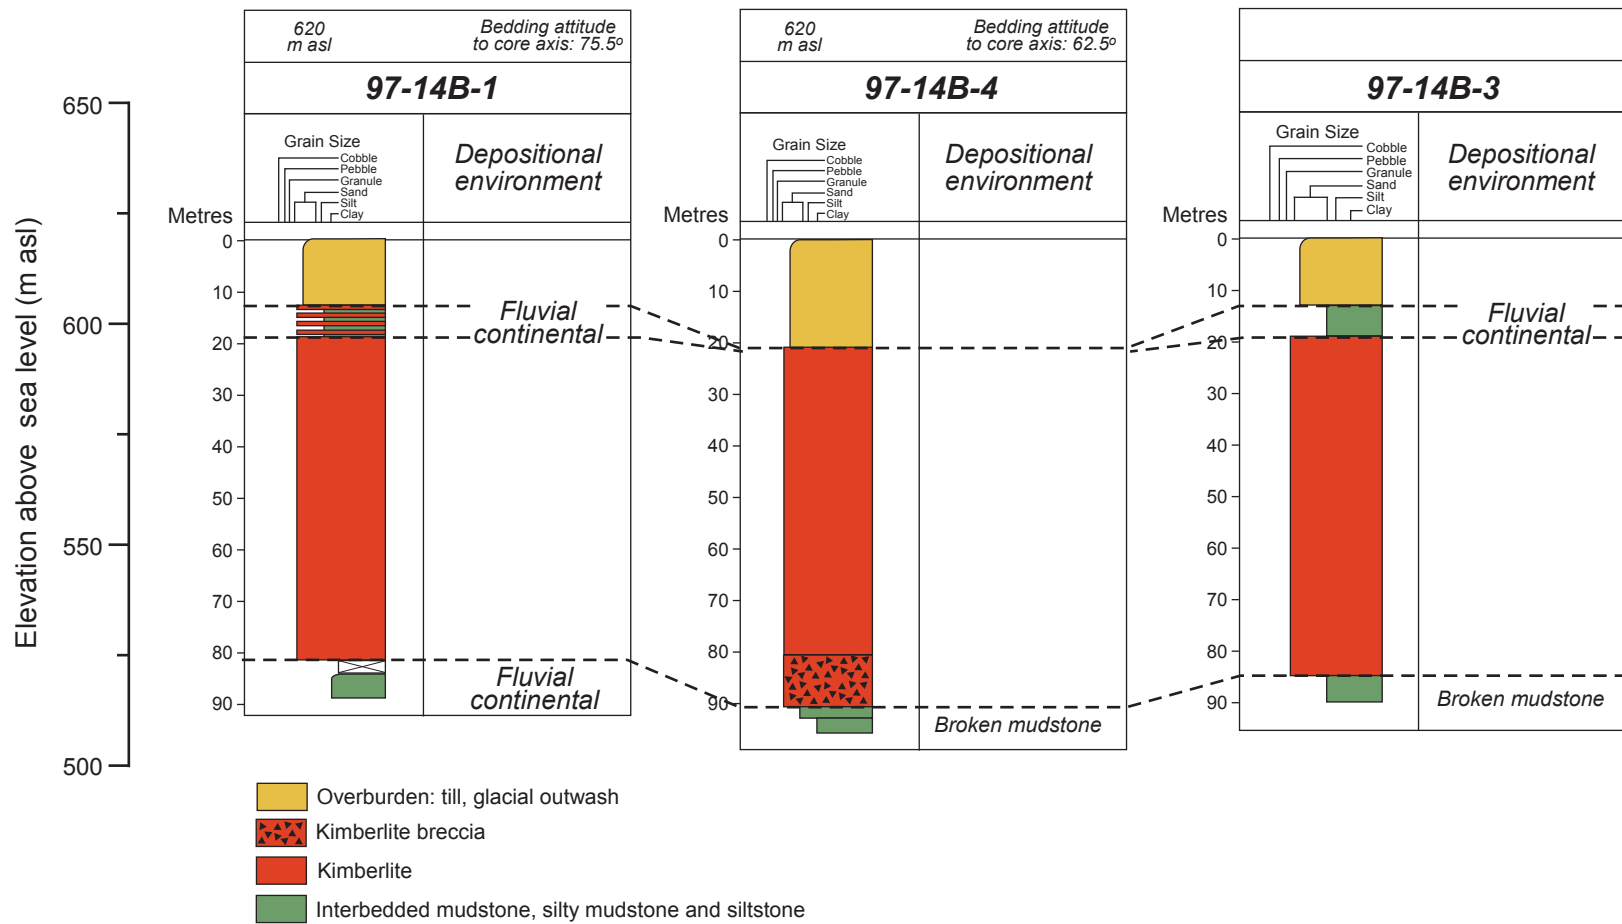 Elevation above sea level (m asl)
650
600
550
500
620
m asl
Bedding attitude
to core axis: 75.5º
97-14B-1
Grain Size
Cobble
Pebble
Granule
Sand
Silt
Clay
Depositional
environment
Metres
0
10
20
30
40
50
60
70
80
90
Fluvial
continental
Fluvial
continental
620
m asl
Bedding attitude
to core axis: 62.5º
97-14B-4
Grain Size
Cobble
Pebble
Granule
Sand
Silt
Clay
Depositional
environment
Metres
0
10
20
30
40
50
60
70
80
90
Broken mudstone
97-14B-3
Grain Size
Cobble
Pebble
Granule
Sand
Silt
Clay
Depositional
environment
Metres
0
10
20
30
40
50
60
70
80
90
Fluvial
continental
Broken mudstone
Overburden: till, glacial outwash
Kimberlite breccia
Kimberlite
Interbedded mudstone, silty mudstone and siltstone